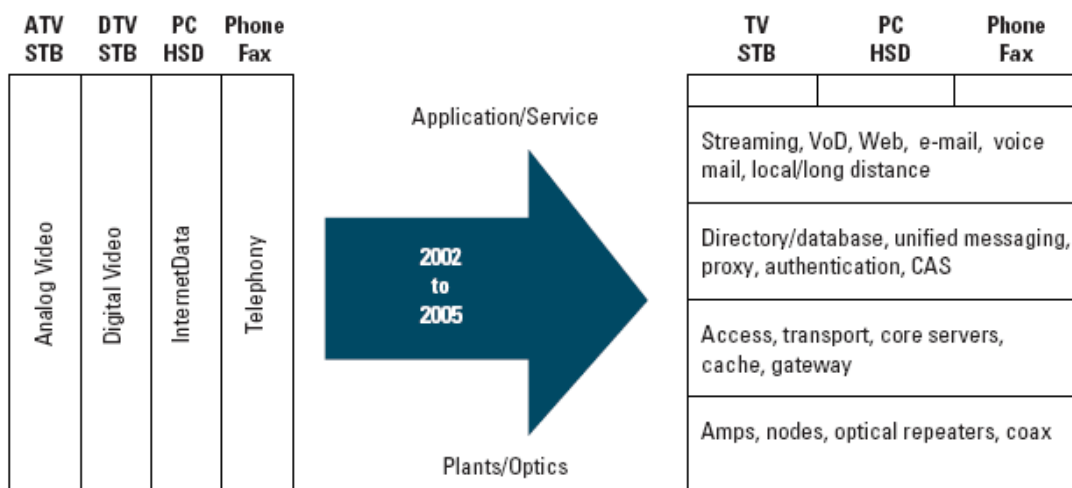 ATV STB
DTV STB
PC HSD
Phone Fax
Analog Video
Digital Video
InternetData
Telephony
Application/Service
2002
to
2005
Plants/Optics
TV STB
PC HSD
Phone Fax
Streaming, VoD, Web, e-mail, voice
mail, local/long distance
Directory/database, unified messaging,
proxy, authentication, CAS
Access, transport, core servers,
cache, gateway
Amps, nodes, optical repeaters, coax